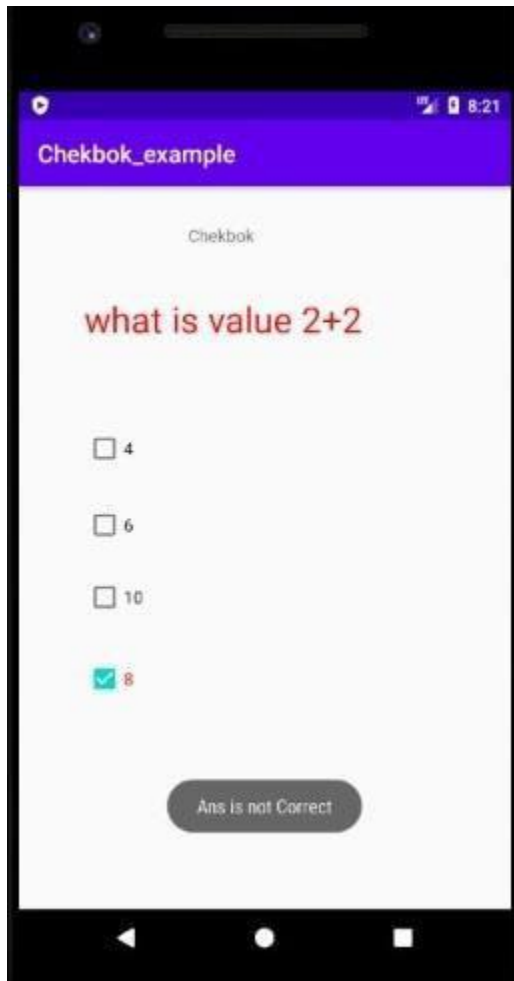 8:21
Chekbok_example
Chekbok
what is value 2+2
4
6
10
8
Ans is not Correct